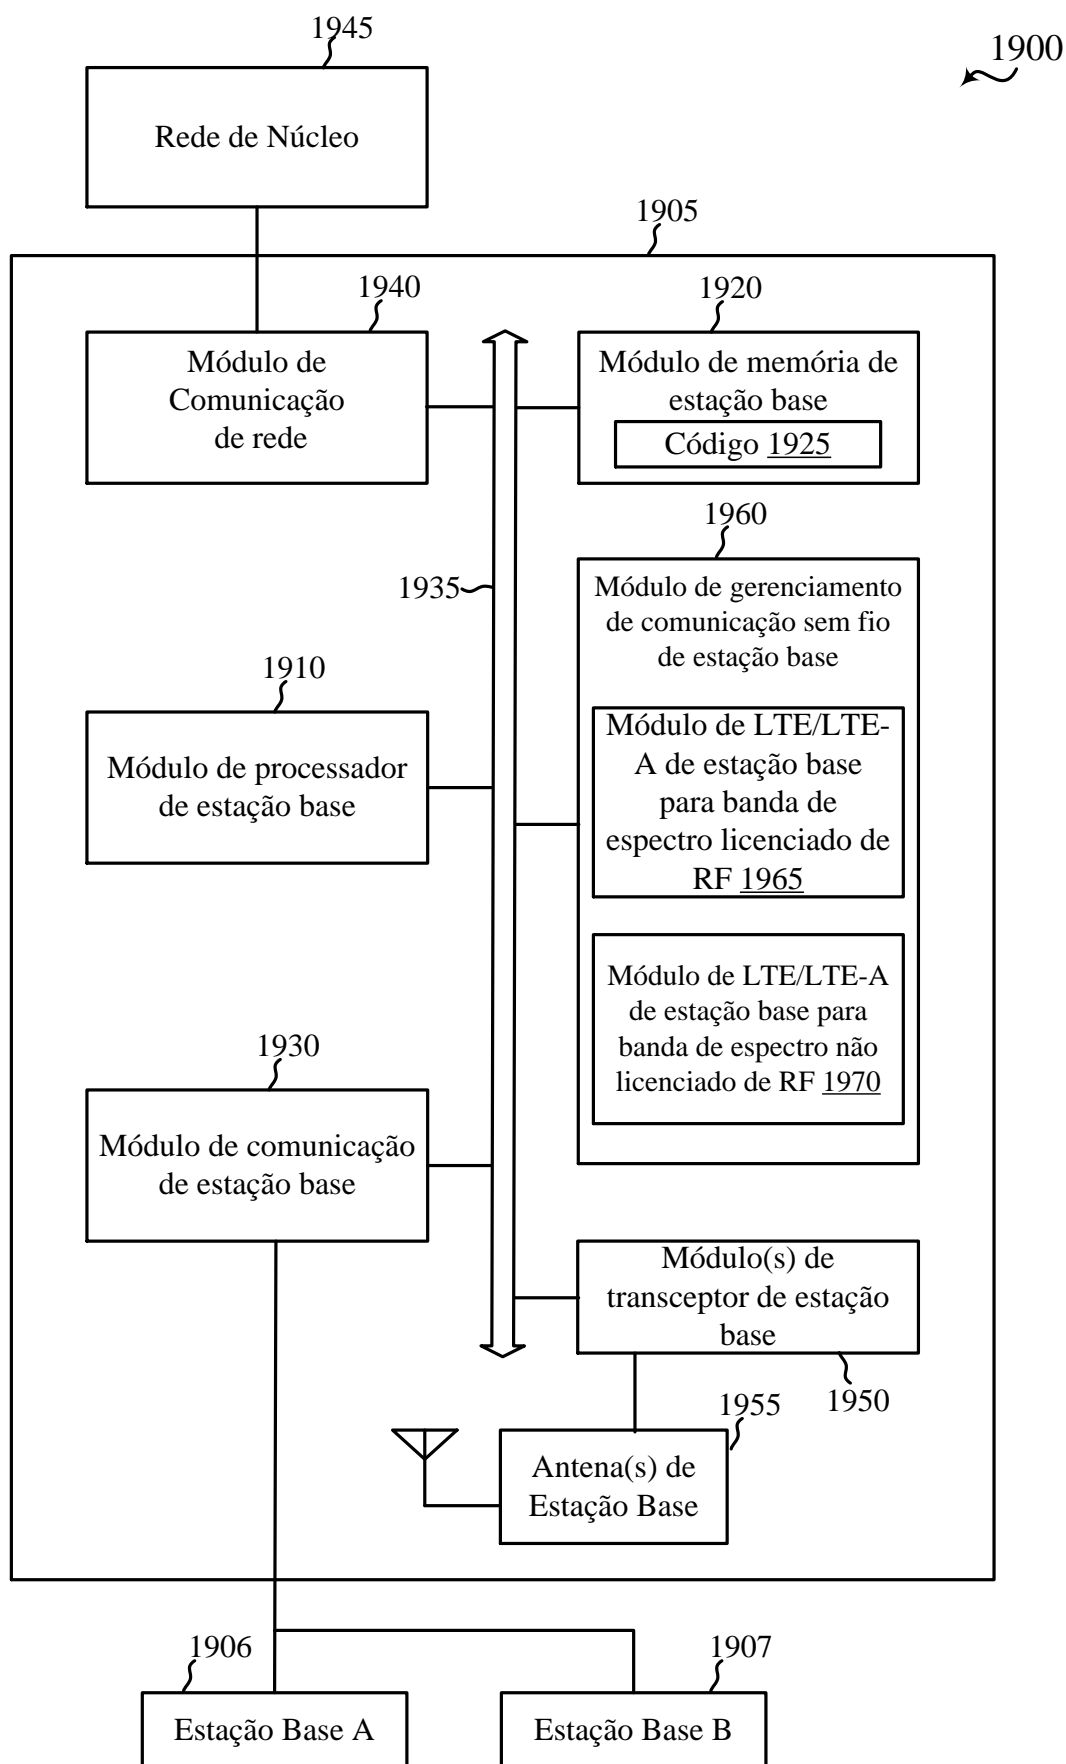 1945
1900
Rede de Núcleo
1905
1940
1920
Módulo de
Comunicação
de rede
Módulo de memória de
estação base
Código 1925
1960
1935
Módulo de gerenciamento
de comunicação sem fio
de estação base
1910
Módulo de processador
de estação base
Módulo de LTE/LTE-
A de estação base
para banda de
espectro licenciado de
RF 1965
Módulo de LTE/LTE-A
de estação base para
banda de espectro não
licenciado de RF 1970
1930
Módulo de comunicação
de estação base
Módulo(s) de
transceptor de estação
base
1950
1955
Antena(s) de
Estação Base
1906
1907
Estação Base A
Estação Base B